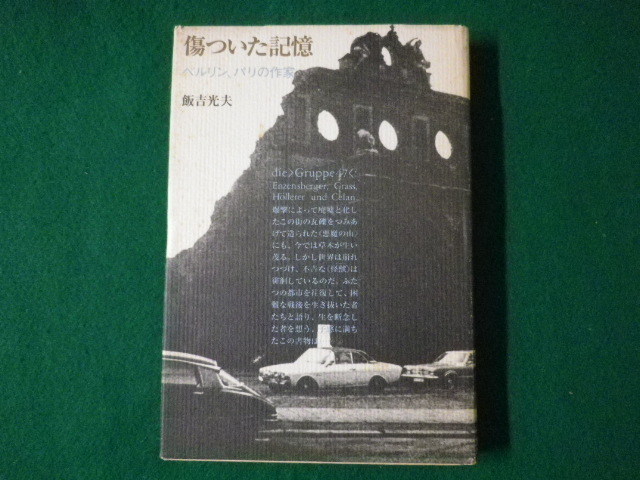 傷ついた記憶
ベルリン、パリの作家
飯吉光夫
die〉Gruppe 47〈
Enzensberger, Grass,
Höllerer und Celan
爆撃によって廃墟と化し
たこの街の瓦礫をつみあ
げて造られた〈悪魔の山〉
にも、今では草木が生い
茂る。しかし世界は崩れ
つづけ、不吉な〈怪獣〉は
徘徊しているのだ。ふた
つの都市を往復して、困
難な戦後を生き抜いた者
たちと語り、生を断念し
た者を想う。
に満ち
たこの書物は